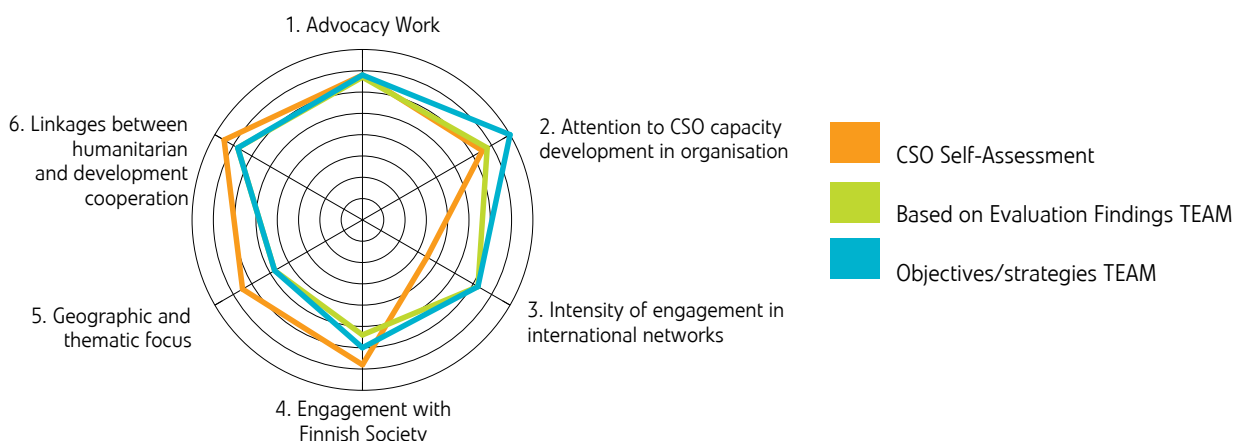 1. Advocacy Work
2. Attention to CSO capacity
development in organisation
3. Intensity of engagement in
international networks
4. Engagement with
Finnish Society
5. Geographic and
thematic focus
6. Linkages between
humanitarian
and development
cooperation
CSO Self-Assessment
Based on Evaluation Findings TEAM
Objectives/strategies TEAM